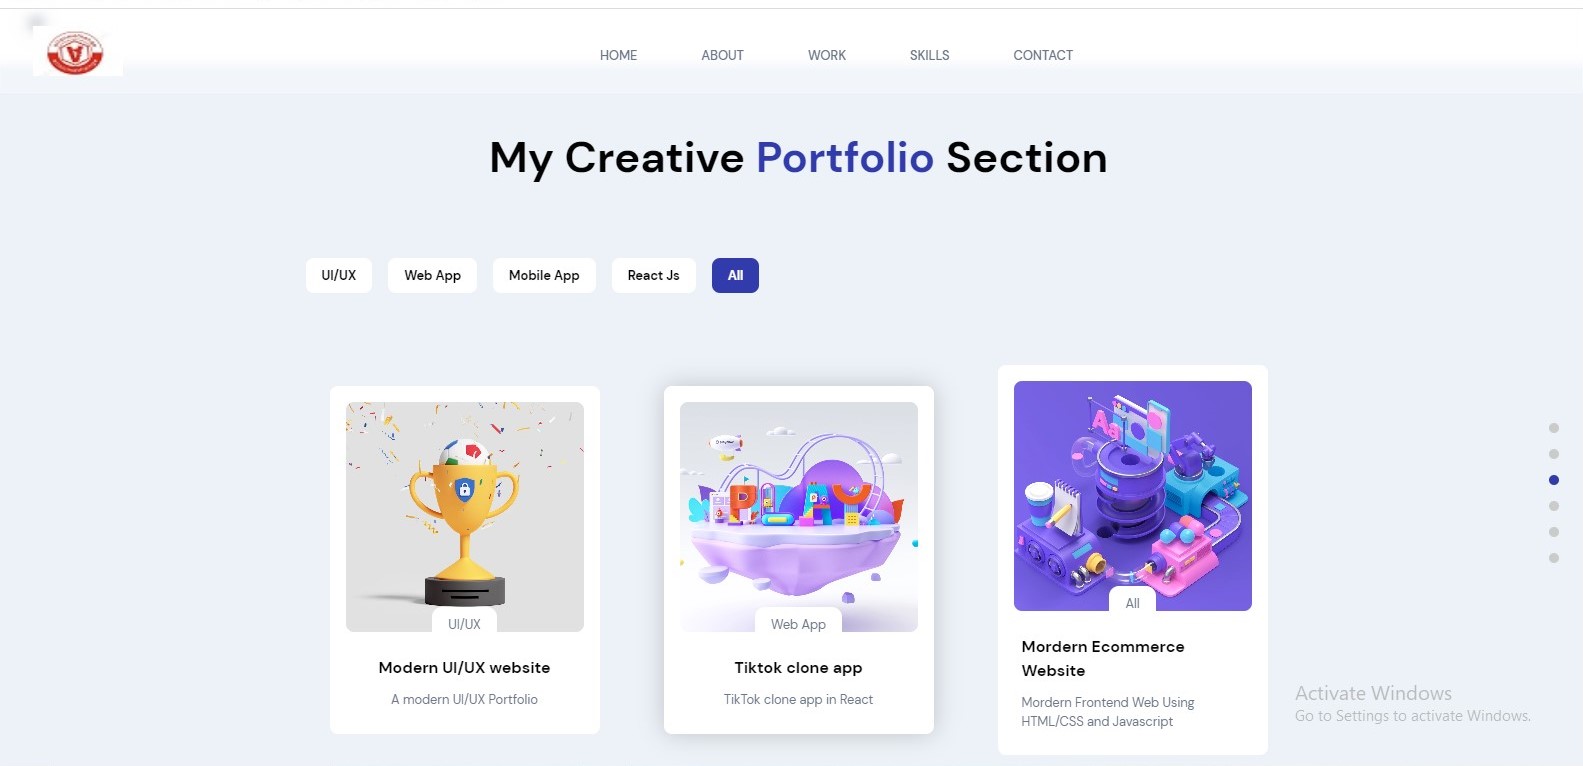 HOME ABOUT WORK SKILLS CONTACT
My Creative Portfolio Section
UI/UX Web App Mobile App React Js All
UI/UX
Modern UI/UX website
A modern UI/UX Portfolio
PLAY
Web App
Tiktok clone app
TikTok clone app in React
Aa
All
Mordern Ecommerce
Website
Mordern Frontend Web Using
HTML/CSS and Javascript
Activate Windows
Go to Settings to activate Windows.